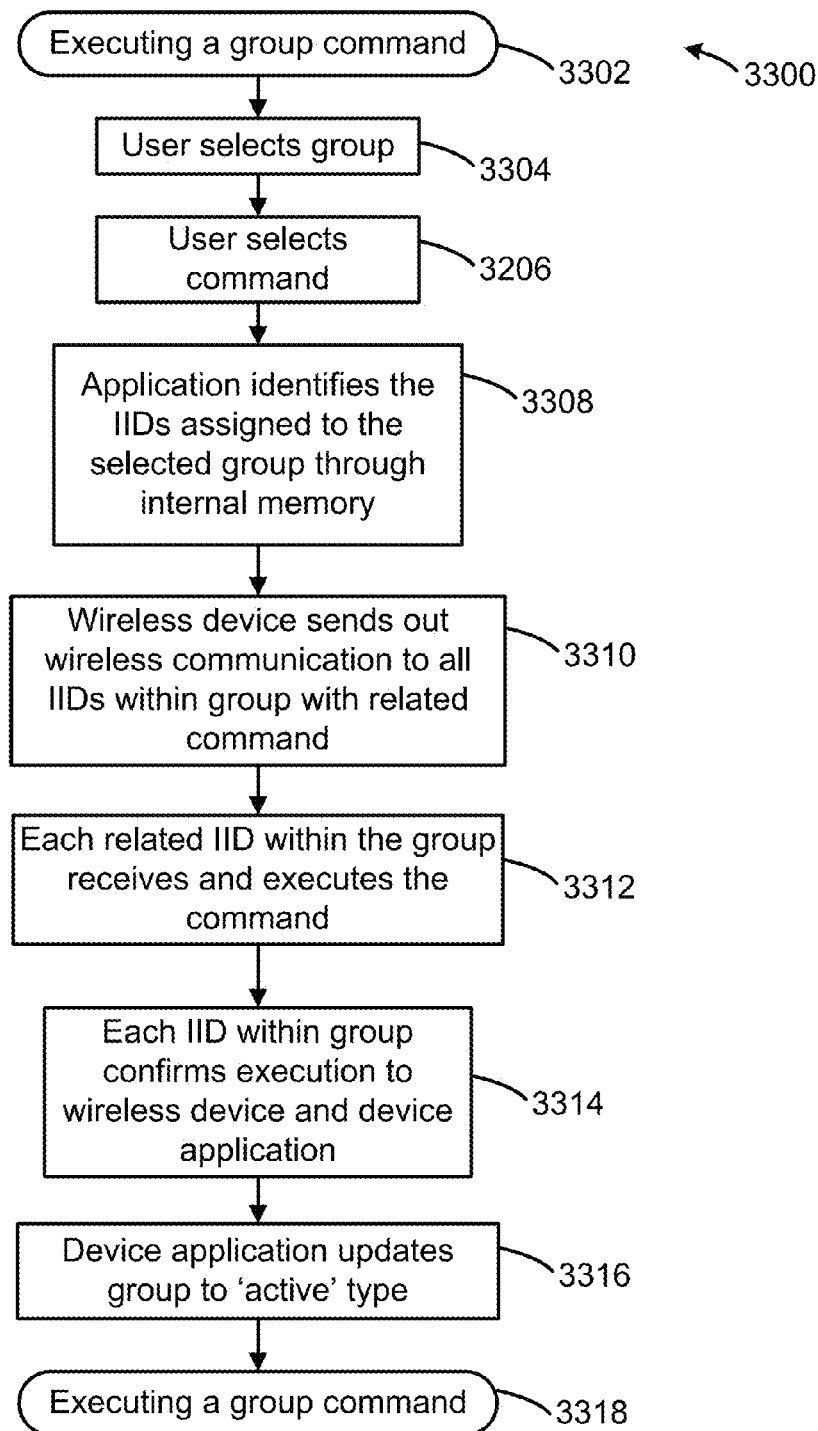 Executing a group command
3302
3300
User selects group
3304
User selects
command
3206
Application identifies the
IIDs assigned to the
selected group through
internal memory
3308
Wireless device sends out
wireless communication to all
IIDs within group with related
command
3310
Each related IID within the group
receives and executes the
command
3312
Each IID within group
confirms execution to
wireless device and device
application
3314
Device application updates
group to ‘active’ type
3316
Executing a group command
3318